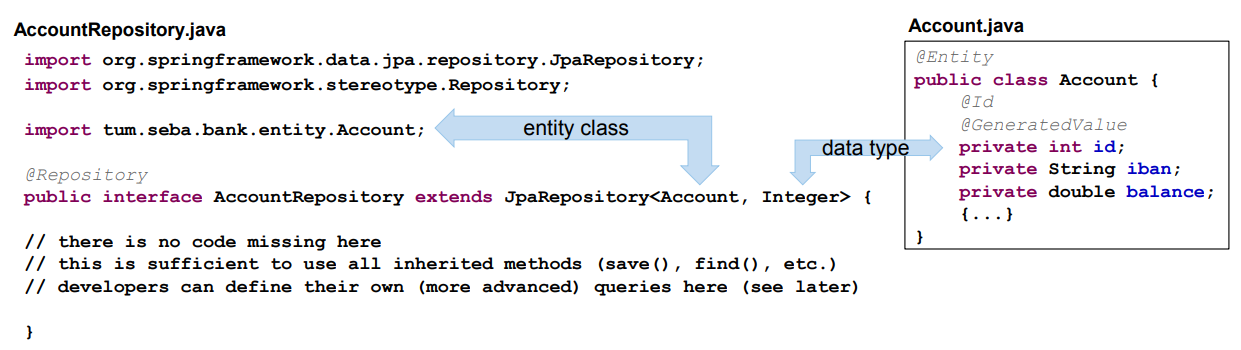 AccountRepository.java
import org.springframework.data.jpa.repository.JpaRepository;
import org.springframework.stereotype.Repository;
import tum.seba.bank.entity.Account;
entity class
@Repository
public interface AccountRepository extends JpaRepository<Account, Integer> {
// there is no code missing here
// this is sufficient to use all inherited methods (save(), find(), etc.)
// developers can define their own (more advanced) queries here (see later)
}
data type
Account.java
@Entity
public class Account {
@Id
@GeneratedValue
private int id;
private String iban;
private double balance;
{...}
}